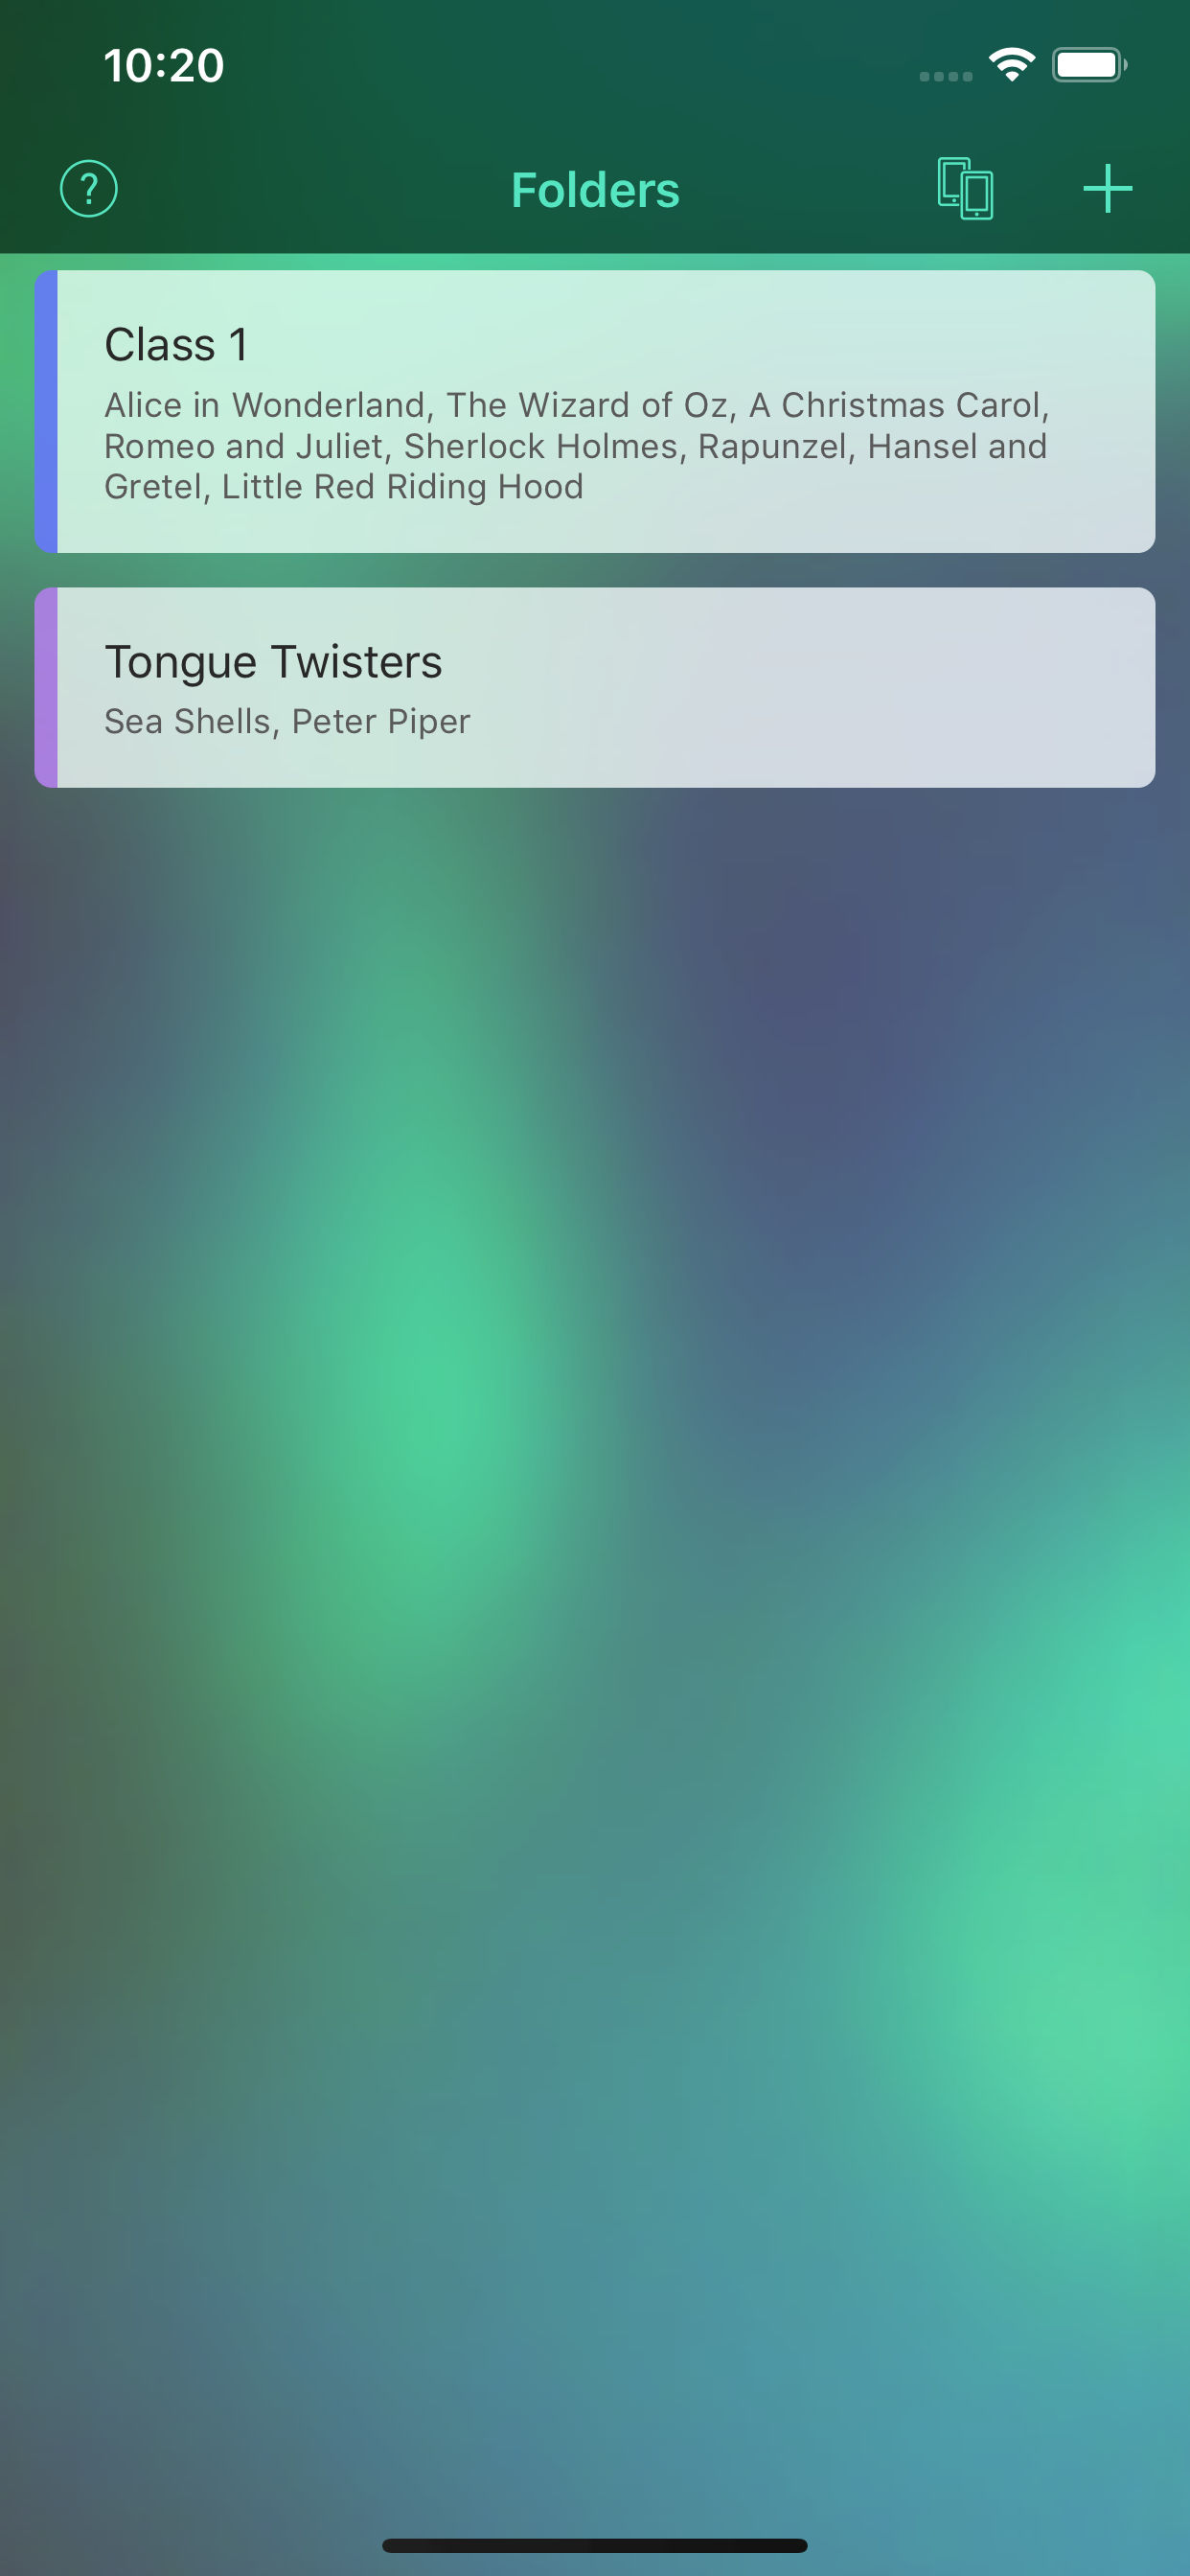 10:20
?
Folders
Class 1
Alice in Wonderland, The Wizard of Oz, A Christmas Carol,
Romeo and Juliet, Sherlock Holmes, Rapunzel, Hansel and
Gretel, Little Red Riding Hood
Tongue Twisters
Sea Shells, Peter Piper